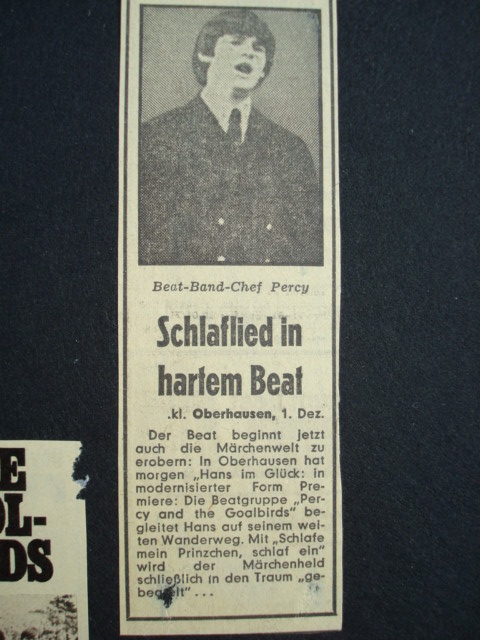 Beat-Band-Chef Percy
Schlaflied in
hartem Beat
.kl. Oberhausen, 1. Dez.
Der Beat beginnt jetzt
auch die Märchenwelt zu
erobern: In Oberhausen hat
morgen „Hans im Glück: in
modernisierter Form Pre-
miere: Die Beatgruppe „Per-
cy and the Goalbirds" be-
gleitet Hans auf seinem wei-
ten Wanderweg. Mit „Schlafe
mein Prinzchen, schlaf ein"
wird der Märchenheld
schließlich in den Traum „ge-
beatelt" . . .
E
OL-
DS